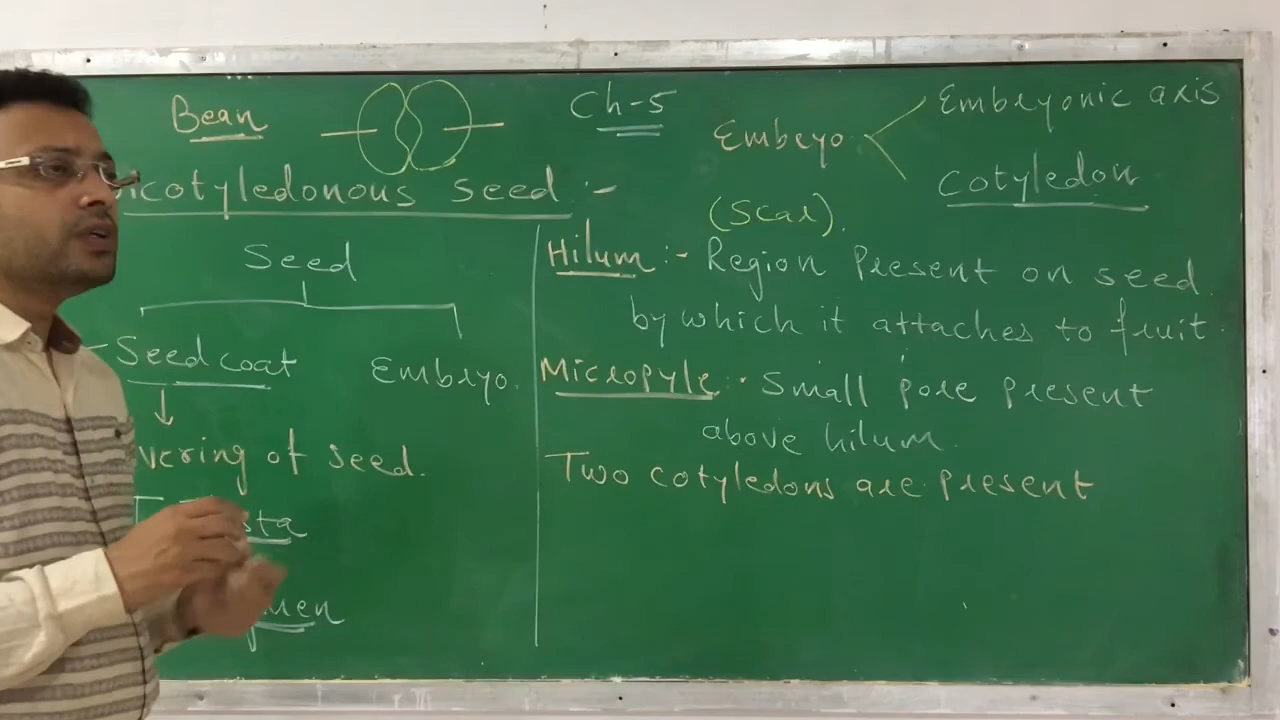 Bean
Ch-5
Embryo
Embryonic axis
Cotyledon
icotyledonous seed :-
Seed
Seed coat
Embryo.
vering of seed.
sta
men
(Scar).
Hilum :- Region Present on seed
by which it attaches to fruit.
Micropyle :- Small pore present
above hilum.
Two cotyledons are present